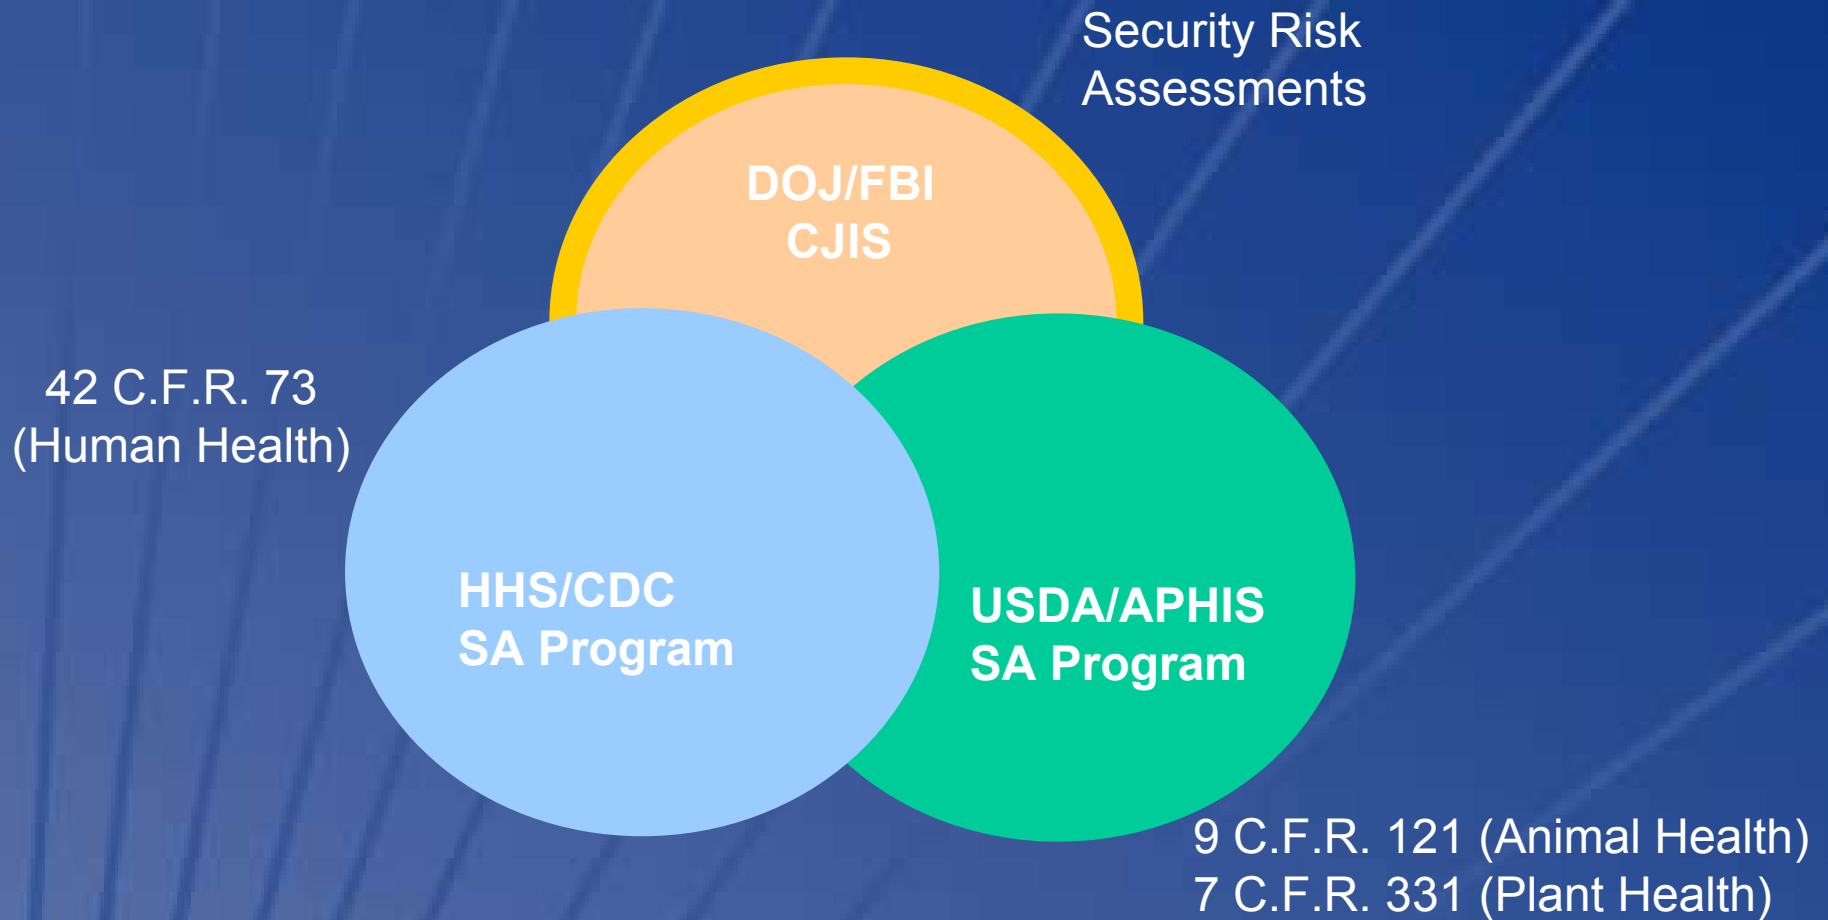 Security Risk
Assessments
DOJ/FBI
CJIS
42 C.F.R. 73
(Human Health)
HHS/CDC
SA Program
USDA/APHIS
SA Program
9 C.F.R. 121 (Animal Health)
7 C.F.R. 331 (Plant Health)